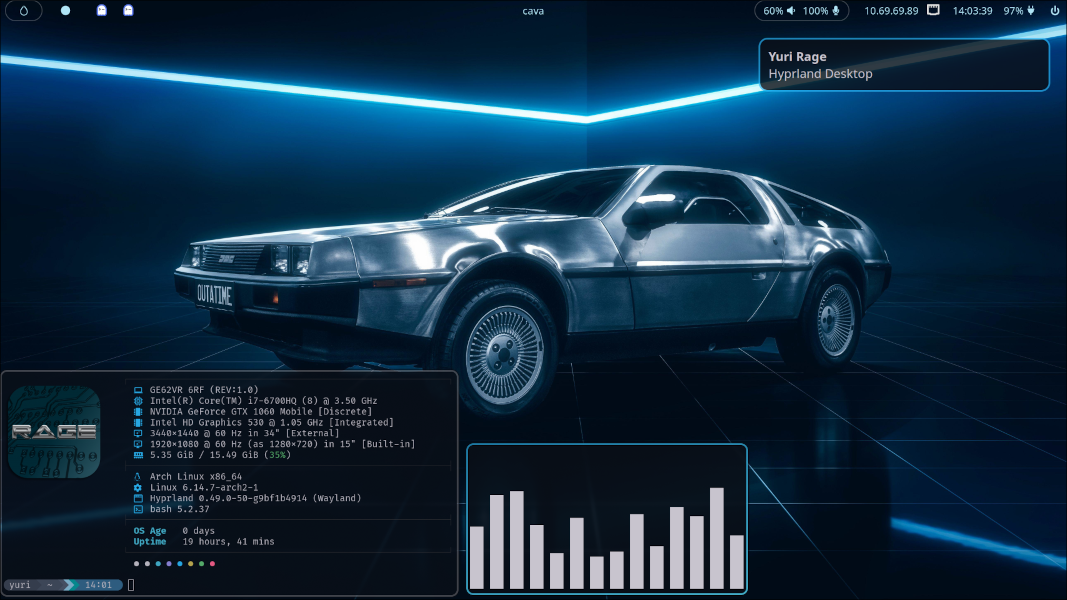 cava
60% 100% 10.69.69.89 14:03:39 97%
Yuri Rage
Hyprland Desktop
OUTATIME
RAGE
GE62VR 6RF (REV:1.0)
Intel(R) Core(TM) i7-6700HQ (8) @ 3.50 GHz
NVIDIA GeForce GTX 1060 Mobile [Discrete]
Intel HD Graphics 530 @ 1.05 GHz [Integrated]
3440×1440 @ 60 Hz in 34" [External]
1920×1080 @ 60 Hz (as 1280×720) in 15" [Built-in]
5.35 GiB / 15.49 GiB (35%)
Arch Linux x86_64
Linux 6.14.7-arch2-1
Hyprland 0.49.0-50-g9bf1b4914 (Wayland)
bash 5.2.37
OS Age 0 days
Uptime 19 hours, 41 mins
yuri ~ 14:01